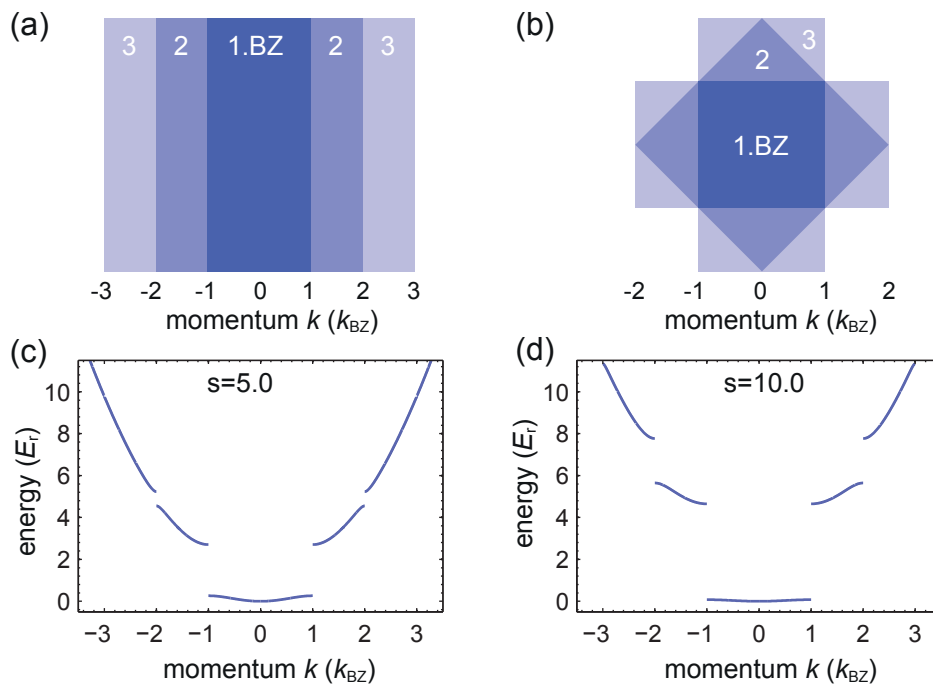 (a)
3 2 1.BZ 2 3
-3 -2 -1 0 1 2 3
momentum k (kBZ)
(b)
3
2
1.BZ
-2 -1 0 1 2
momentum k (kBZ)
(c)
s=5.0
10
8
6
4
2
0
energy (Er)
−3 −2 −1 0 1 2 3
momentum k (kBZ)
(d)
s=10.0
10
8
6
4
2
0
energy (Er)
−3 −2 −1 0 1 2 3
momentum k (kBZ)